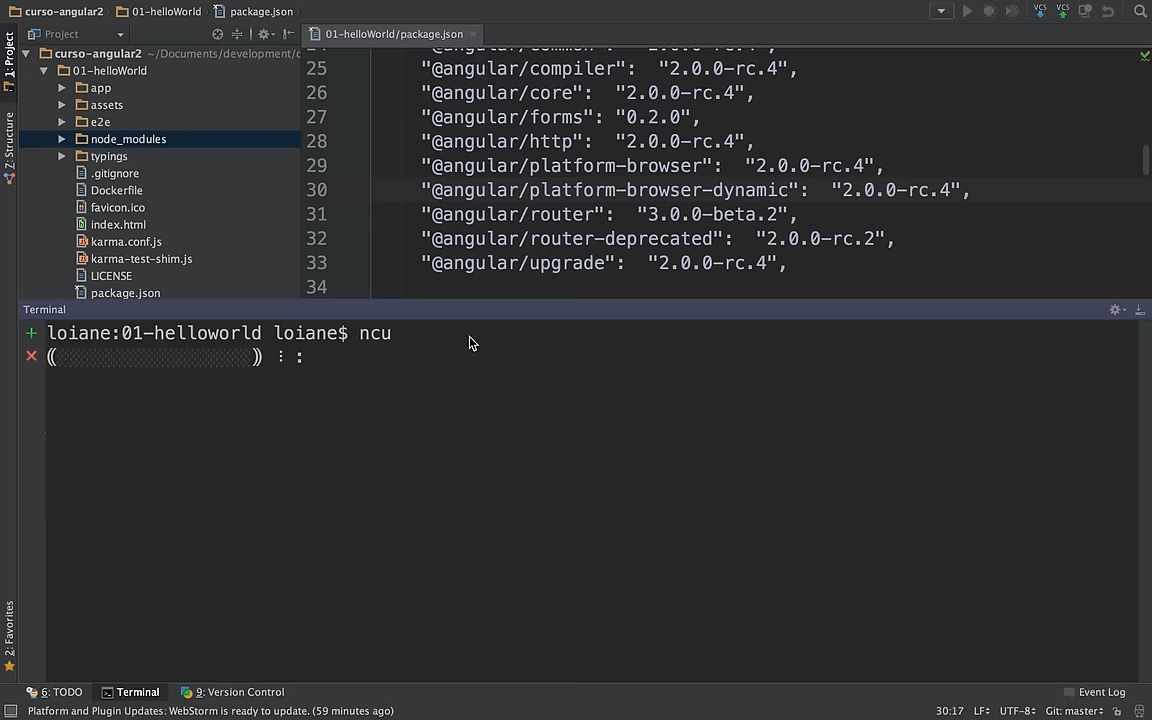 curso-angular2 01-helloWorld package.json
Project
01-helloWorld/package.json
1: Project
Z: Structure
2: Favorites
curso-angular2 ~/Documents/development/c
01-helloWorld
app
assets
e2e
node_modules
typings
.gitignore
Dockerfile
favicon.ico
index.html
karma.conf.js
karma-test-shim.js
LICENSE
package.json
25 "@angular/compiler": "2.0.0-rc.4",
26 "@angular/core": "2.0.0-rc.4",
27 "@angular/forms": "0.2.0",
28 "@angular/http": "2.0.0-rc.4",
29 "@angular/platform-browser": "2.0.0-rc.4",
30 "@angular/platform-browser-dynamic": "2.0.0-rc.4",
31 "@angular/router": "3.0.0-beta.2",
32 "@angular/router-deprecated": "2.0.0-rc.2",
33 "@angular/upgrade": "2.0.0-rc.4",
34
Terminal
loiane:01-helloworld loiane$ ncu
(░░░░░░░░░░░░░░░░░░) ⋮ :
6: TODO Terminal 9: Version Control Event Log
Platform and Plugin Updates: WebStorm is ready to update. (59 minutes ago) 30:17 LF÷ UTF-8÷ Git: master÷